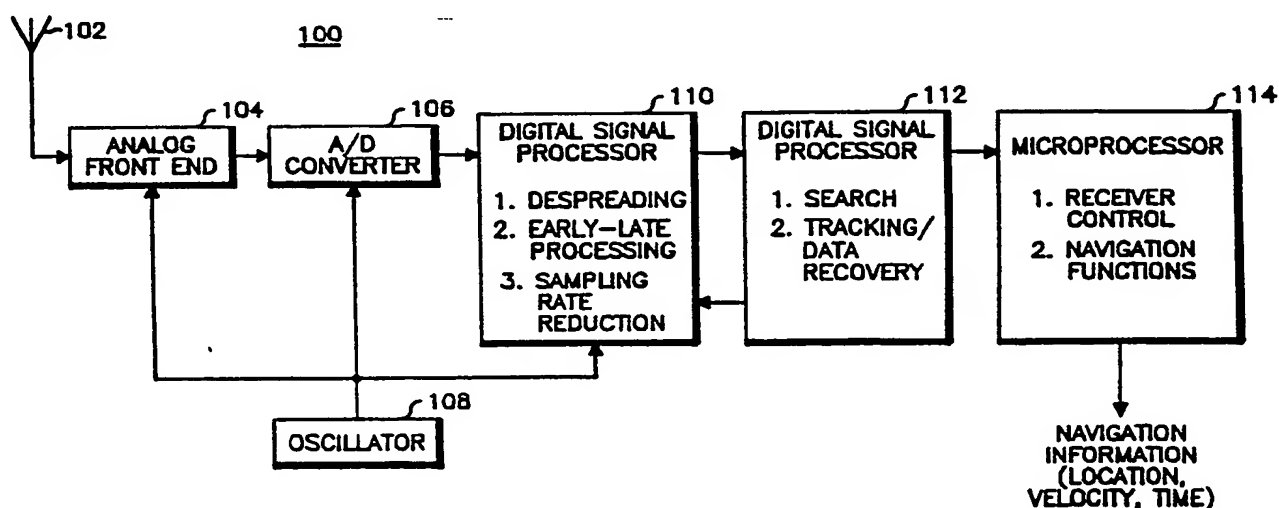 102
100
104
ANALOG
FRONT END
106
A/D
CONVERTER
108
OSCILLATOR
110
DIGITAL SIGNAL
PROCESSOR
1. DESPREADING
2. EARLY-LATE
PROCESSING
3. SAMPLING
RATE
REDUCTION
112
DIGITAL SIGNAL
PROCESSOR
1. SEARCH
2. TRACKING/
DATA
RECOVERY
114
MICROPROCESSOR
1. RECEIVER
CONTROL
2. NAVIGATION
FUNCTIONS
NAVIGATION
INFORMATION
(LOCATION,
VELOCITY, TIME)